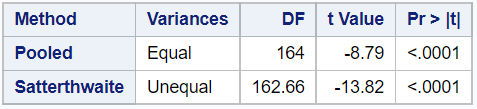 Method Variances DF t Value Pr > |t|
Pooled Equal 164 -8.79 <.0001
Satterthwaite Unequal 162.66 -13.82 <.0001